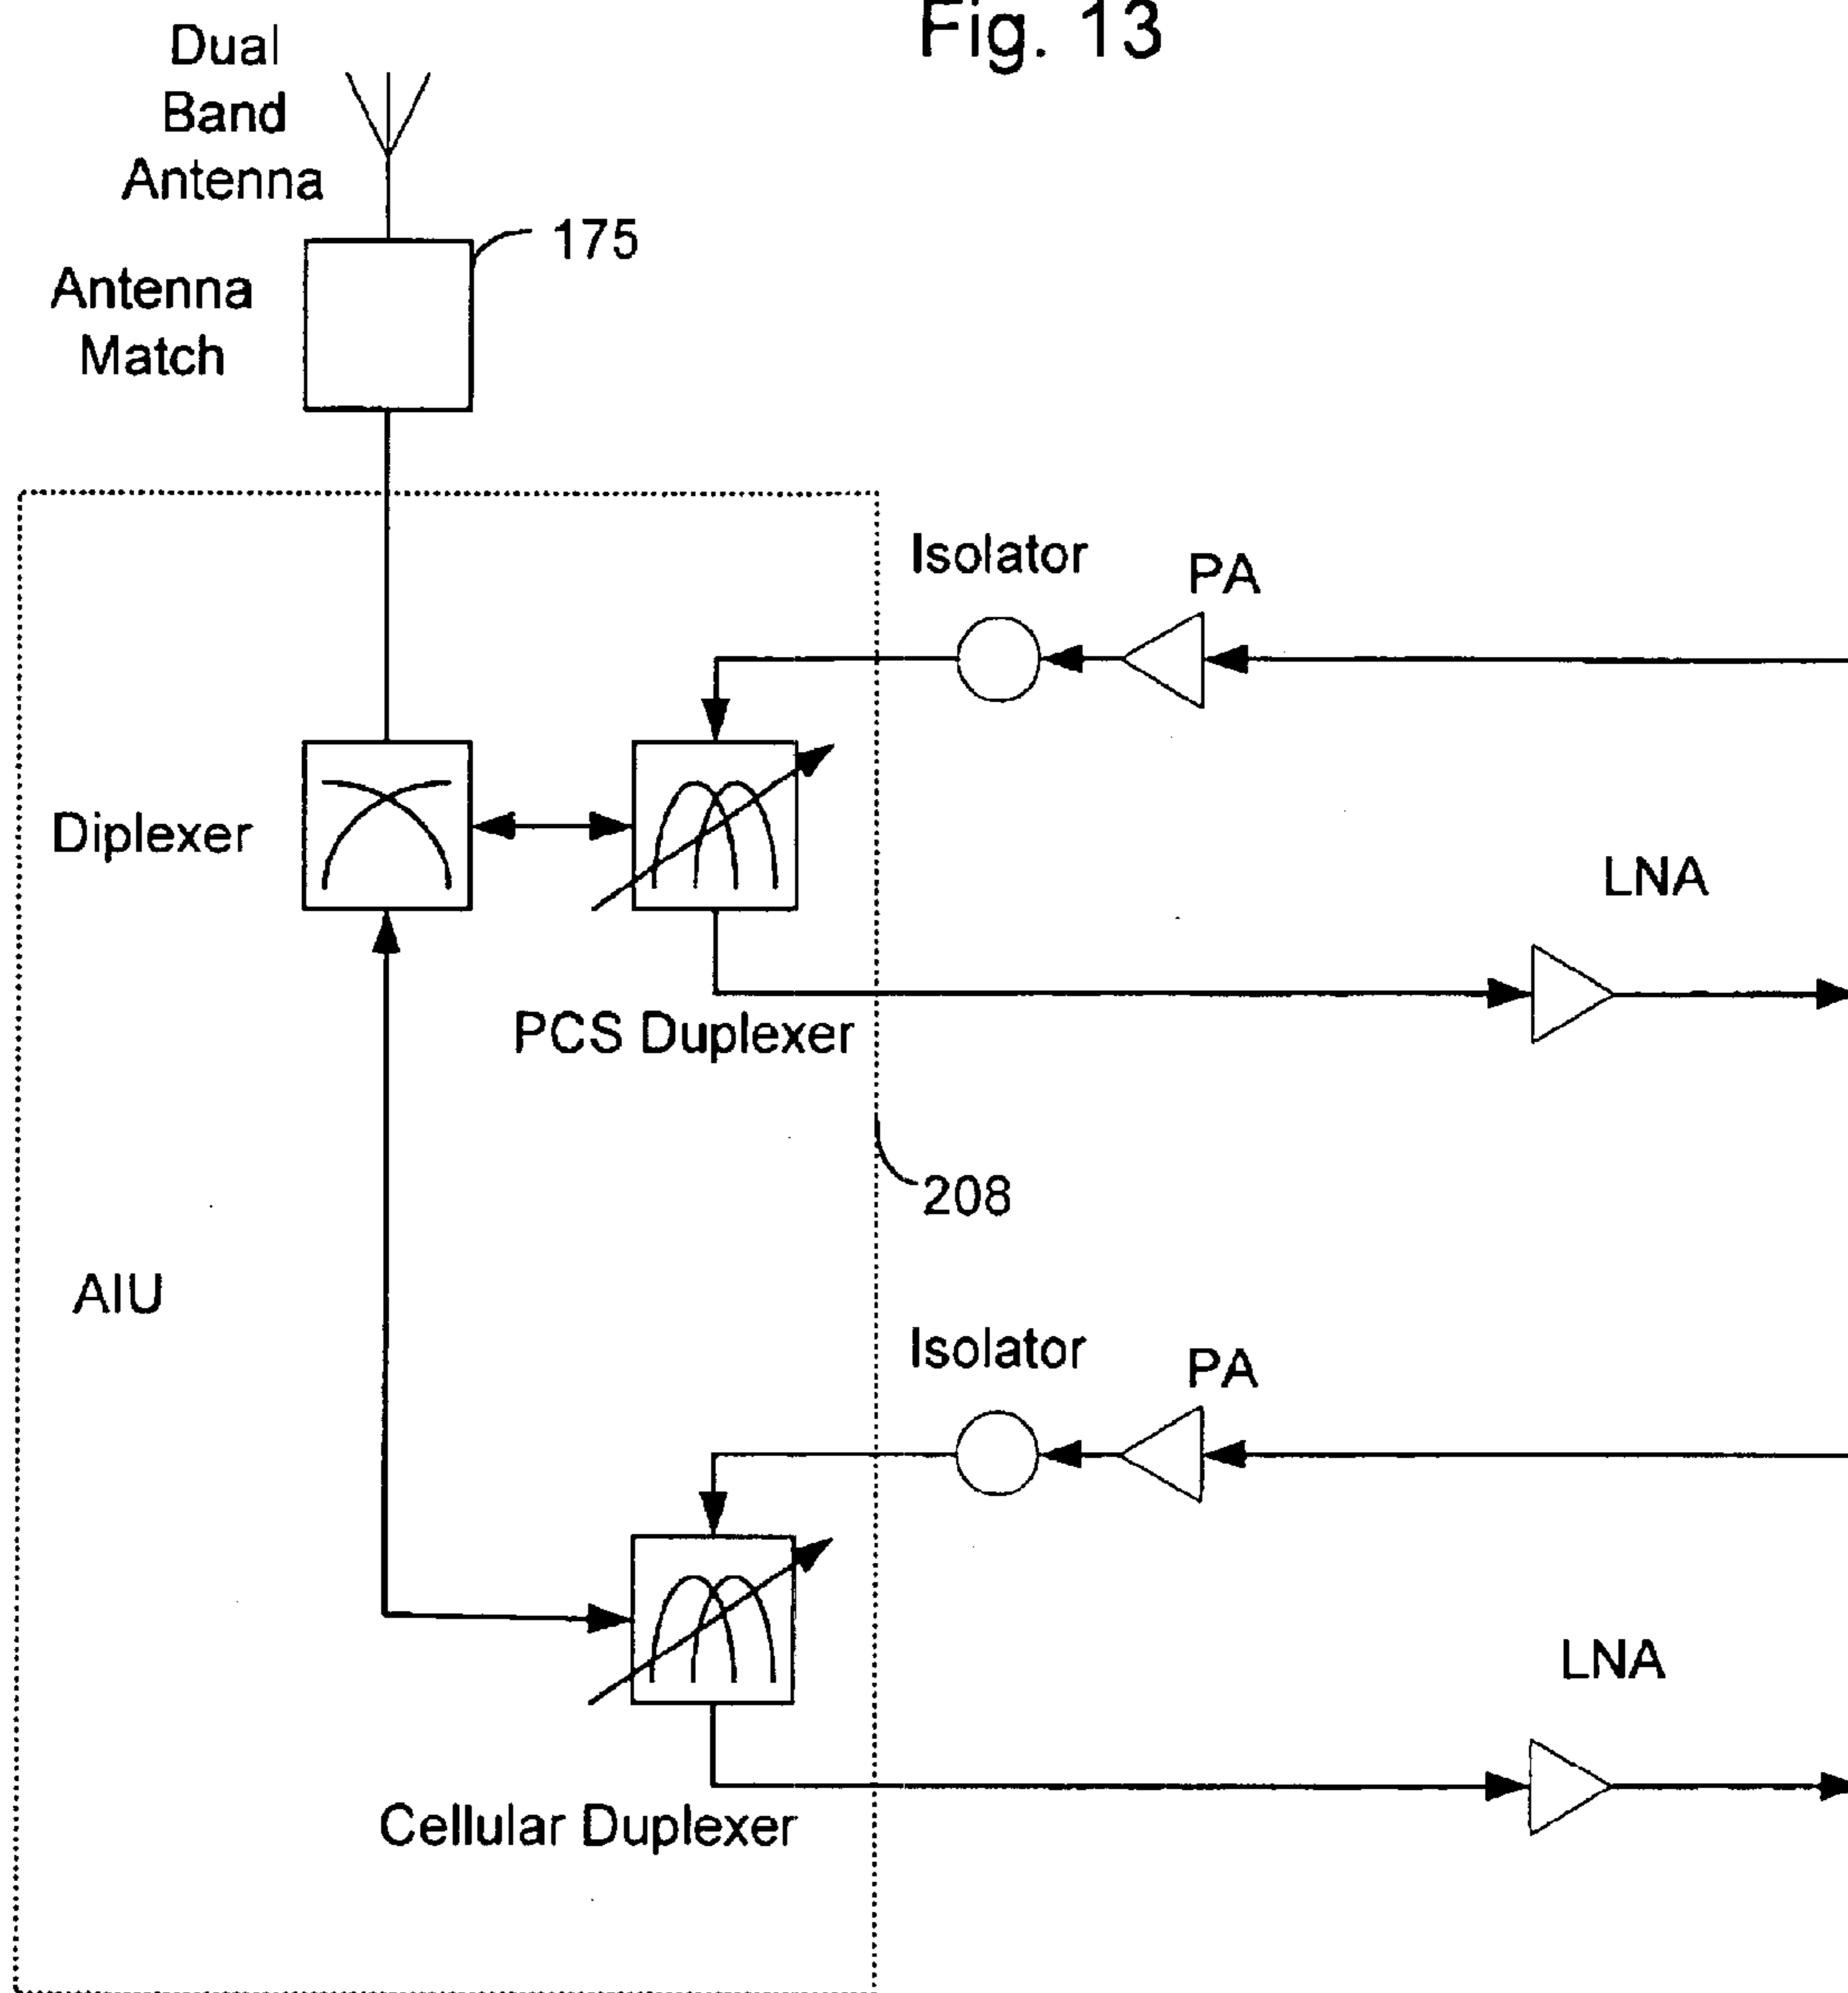 Fig. 13
Dual
Band
Antenna
175
Antenna
Match
Isolator
PA
Diplexer
LNA
PCS Duplexer
208
AIU
Isolator
PA
LNA
Cellular Duplexer